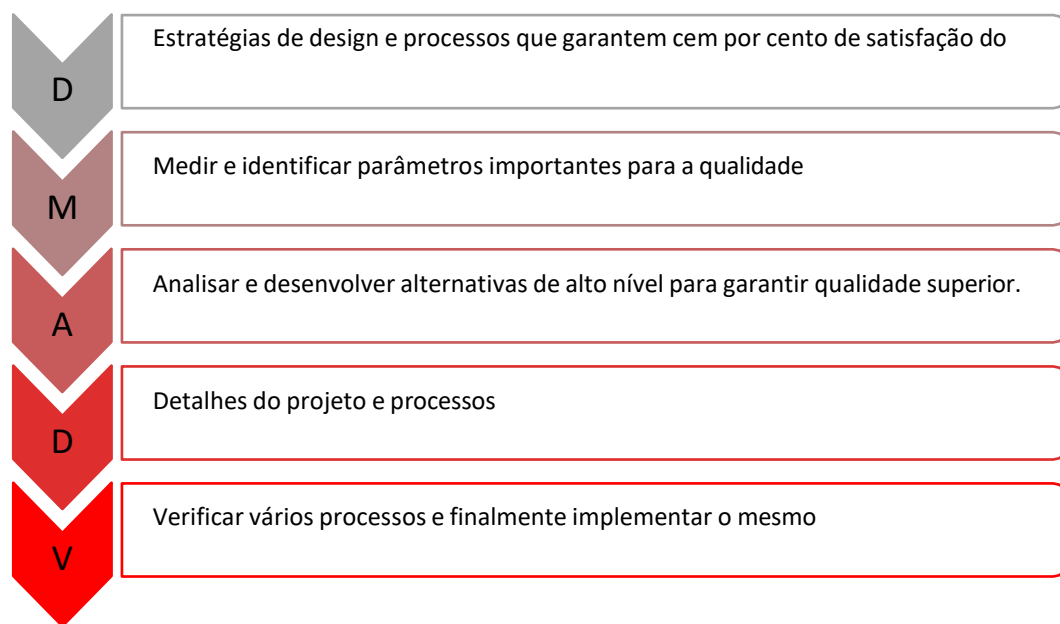 D
Estratégias de design e processos que garantem cem por cento de satisfação do
M
Medir e identificar parâmetros importantes para a qualidade
A
Analisar e desenvolver alternativas de alto nível para garantir qualidade superior.
D
Detalhes do projeto e processos
V
Verificar vários processos e finalmente implementar o mesmo